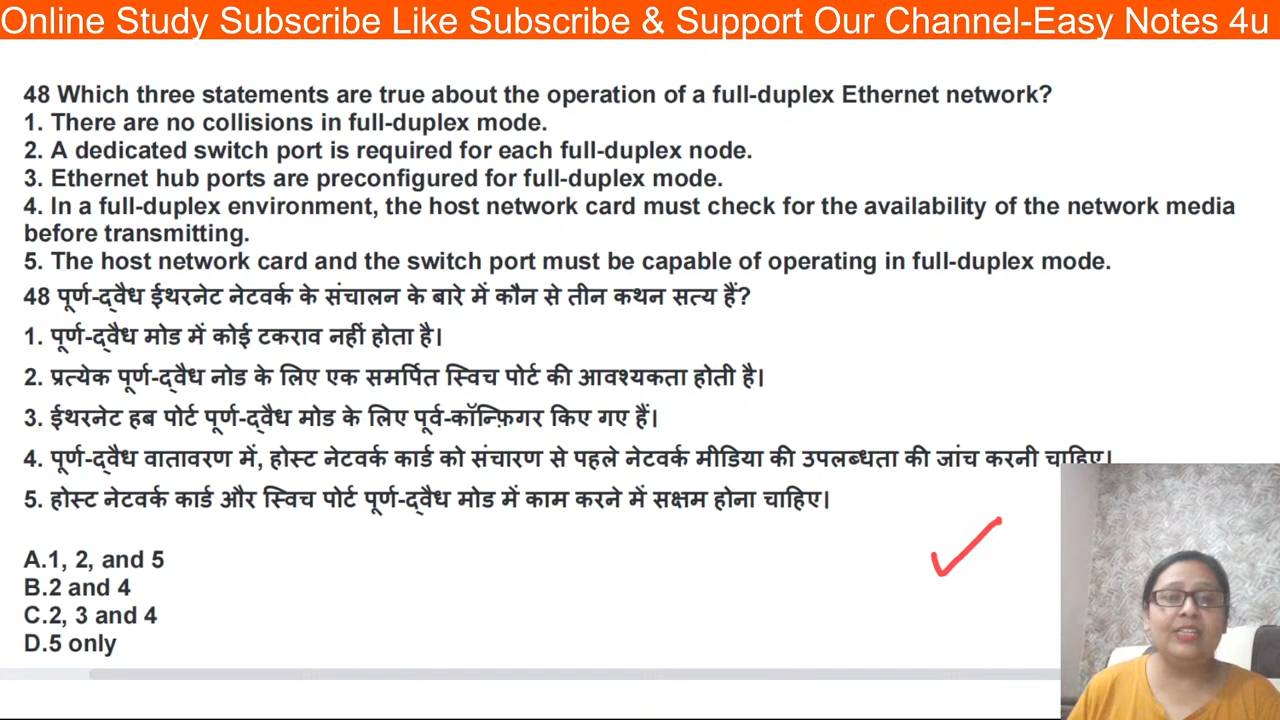 Online Study Subscribe Like Subscribe & Support Our Channel-Easy Notes 4u
48 Which three statements are true about the operation of a full-duplex Ethernet network?
1. There are no collisions in full-duplex mode.
2. A dedicated switch port is required for each full-duplex node.
3. Ethernet hub ports are preconfigured for full-duplex mode.
4. In a full-duplex environment, the host network card must check for the availability of the network media
before transmitting.
5. The host network card and the switch port must be capable of operating in full-duplex mode.
48 पूर्ण-द्वैध ईथरनेट नेटवर्क के संचालन के बारे में कौन से तीन कथन सत्य हैं?
1. पूर्ण-द्वैध मोड में कोई टकराव नहीं होता है।
2. प्रत्येक पूर्ण-द्वैध नोड के लिए एक समर्पित स्विच पोर्ट की आवश्यकता होती है।
3. ईथरनेट हब पोर्ट पूर्ण-द्वैध मोड के लिए पूर्व-कॉन्फ़िगर किए गए हैं।
4. पूर्ण-द्वैध वातावरण में, होस्ट नेटवर्क कार्ड को संचारण से पहले नेटवर्क मीडिया की उपलब्धता की जांच करनी चाहिए।
5. होस्ट नेटवर्क कार्ड और स्विच पोर्ट पूर्ण-द्वैध मोड में काम करने में सक्षम होना चाहिए।
A.1, 2, and 5
B.2 and 4
C.2, 3 and 4
D.5 only